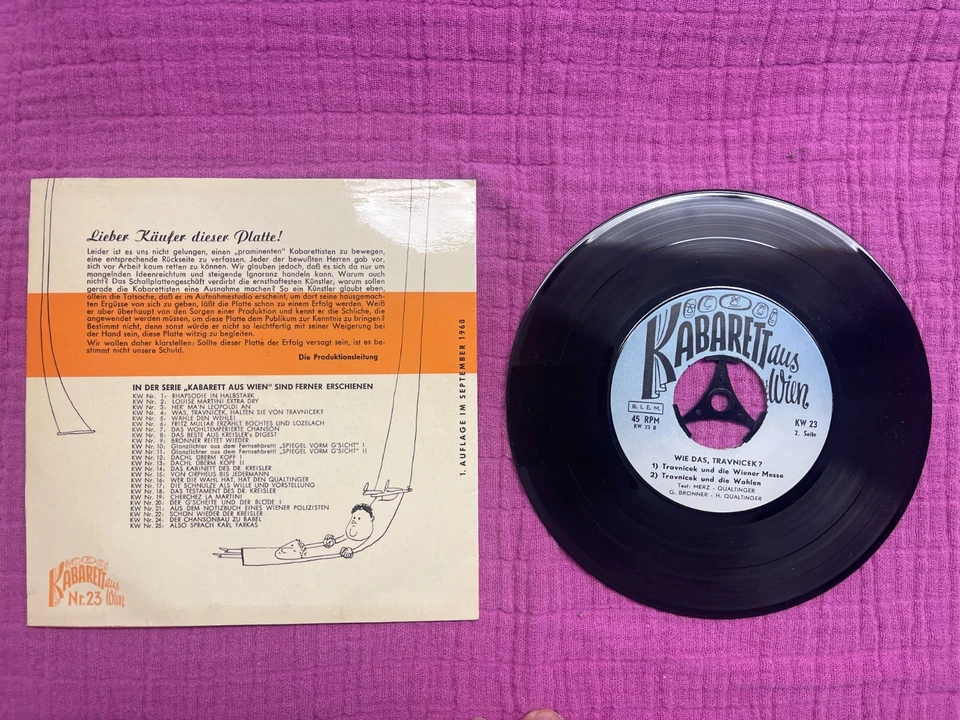 Lieber Käufer dieser Platte!
Leider ist es uns nicht gelungen, einen „prominenten" Kabarettisten zu bewegen,
eine entsprechende Rückseite zu verfassen. Jeder der bewußten Herren gab vor,
sich vor Arbeit kaum retten zu können. Wir glauben jedoch, daß es sich da nur um
mangelnden Ideenreichtum und steigende Ignoranz handeln kann. Warum auch
nicht? Das Schallplattengeschäft verdirbt die ernsthaftesten Künstler, warum sollen
gerade die Kabarettisten eine Ausnahme machen? So ein Künstler glaubt eben,
allein die Tatsache, daß er im Aufnahmestudio erscheint, um dort seine hausgemach-
ten Ergüsse von sich zu geben, läßt die Platte schon zu einem Erfolg werden. Weiß
er aber überhaupt von den Sorgen einer Produktion und kennt er die Schliche, die
angewendet werden müssen, um diese Platte dem Publikum zur Kenntnis zu bringen?
Bestimmt nicht, denn sonst würde er nicht so leichtfertig mit seiner Weigerung bei
der Hand sein, diese Platte witzig zu begleiten.
Wir wollen daher klarstellen: Sollte dieser Platte der Erfolg versagt sein, ist es be-
stimmt nicht unsere Schuld.
Die Produktionsleitung
IN DER SERIE „KABARETT AUS WIEN" SIND FERNER ERSCHIENEN
KW Nr. 1: RHAPSODIE IN HALBSTARK
KW Nr. 2: LOUISE MARTINI EXTRA DRY
KW Nr. 3: HER' MA'N LEOPOLDI AN
KW Nr. 4: WAS, TRAVNICEK, HALTEN SIE VON TRAVNICEK?
KW Nr. 5: WÄHLE DEN WEHLE!
KW Nr. 6: FRITZ MULIAR ERZÄHLT BOCHTES UND LOZELACH
KW Nr. 7: DAS WOHLTEMPERIERTE CHANSON
KW Nr. 8: DAS BESTE AUS KREISLER's DIGEST
KW Nr. 9: BRONNER REITET WIEDER
KW Nr. 10: Glanzlichter aus dem Fernsehbrettl „SPIEGEL VORM G'SICHT" I
KW Nr. 11: Glanzlichter aus dem Fernsehbrettl „SPIEGEL VORM G'SICHT" II
KW Nr. 12: DACHL ÜBERM KOPF I
KW Nr. 13: DACHL ÜBERM KOPF II
KW Nr. 14: DAS KABINETT DES DR. KREISLER
KW Nr. 15: VON ORPHEUS BIS JEDERMANN
KW Nr. 16: WER DIE WAHL HAT, HAT DEN QUALTINGER
KW Nr. 17: DIE SCHNULZE ALS WILLE UND VORSTELLUNG
KW Nr. 18: DAS TESTAMENT DES DR. KREISLER
KW Nr. 19: CHERCHEZ LA MARTINI
KW Nr. 20: DER G'SCHEITE UND DER BLÖDE I
KW Nr. 21: AUS DEM NOTIZBUCH EINES WIENER POLIZISTEN
KW Nr. 22: SCHON WIEDER DER KREISLER
KW Nr. 24: DER CHANSONBAU ZU BABEL
KW Nr. 25: ALSO SPRACH KARL FARKAS
1. AUFLAGE IM SEPTEMBER 1960
KABARETT aus
Nr. 23 Wien
KABARETT aus
Wien
B. I. E. M.
45 RPM
KW 23 B
KW 23
2. Seite
WIE DAS, TRAVNICEK?
1) Travnicek und die Wiener Messe
2) Travnicek und die Wahlen
Text: MERZ - QUALTINGER
G. BRONNER - H. QUALTINGER